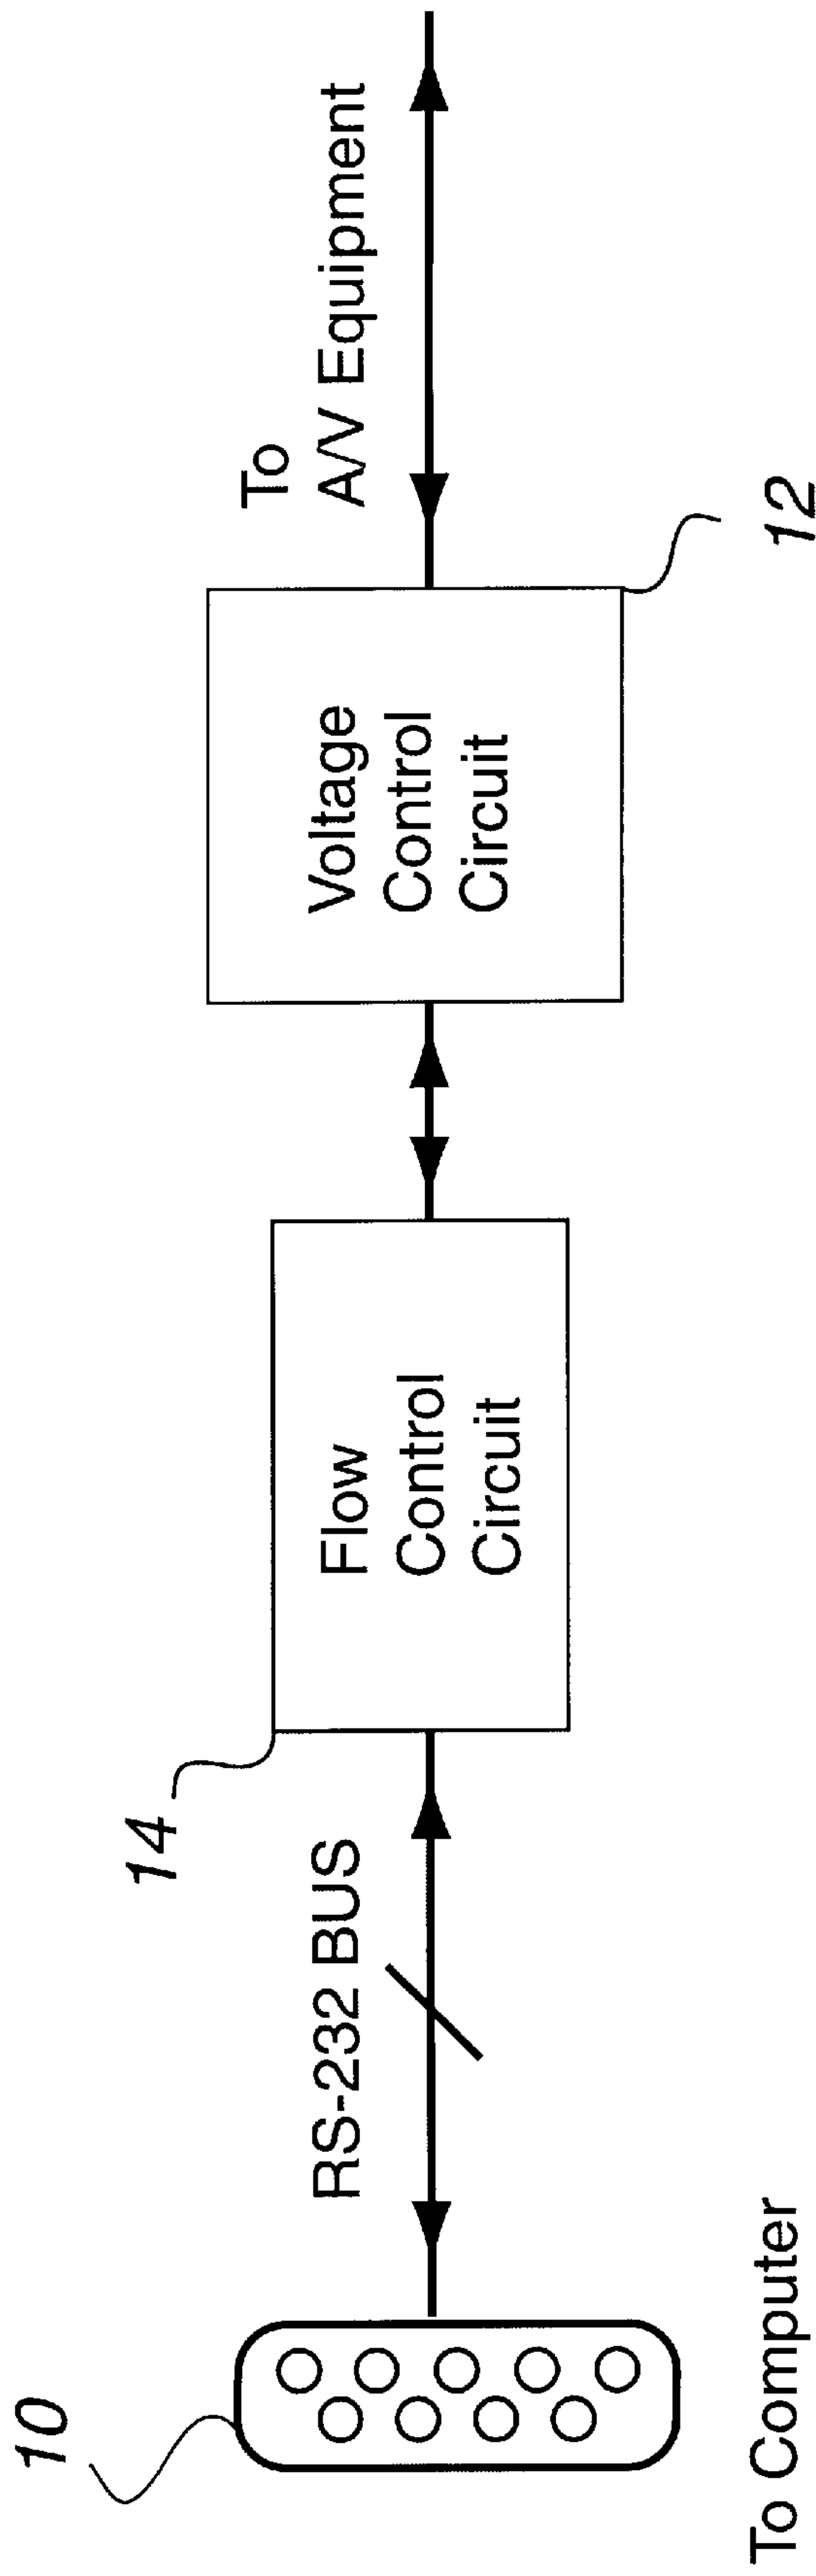 10
To Computer
RS-232 BUS
14
Flow
Control
Circuit
Voltage
Control
Circuit
12
To
A/V Equipment